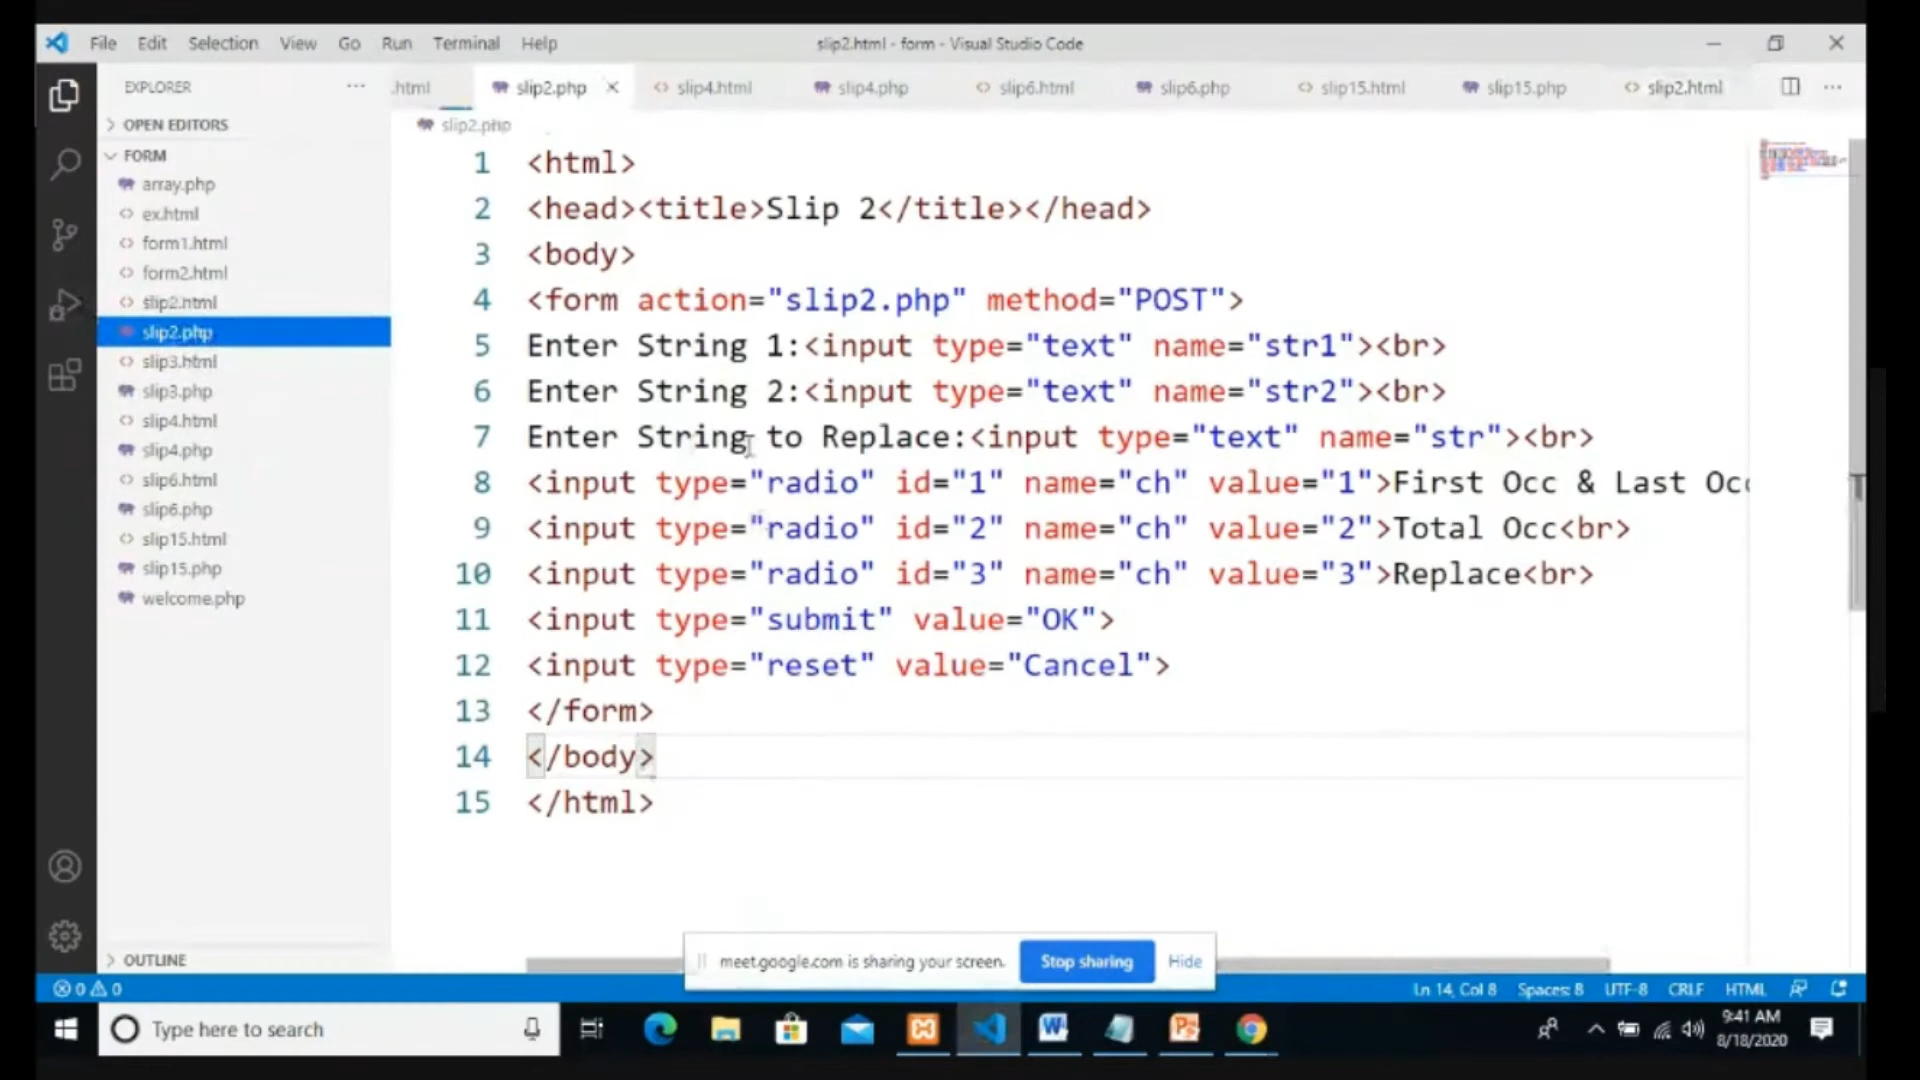 File Edit Selection View Go Run Terminal Help
slip2.html - form - Visual Studio Code
EXPLORER
.html
slip2.php
slip4.html
slip4.php
slip6.html
slip6.php
slip15.html
slip15.php
slip2.html
OPEN EDITORS
FORM
array.php
ex.html
form1.html
form2.html
slip2.html
slip2.php
slip3.html
slip3.php
slip4.html
slip4.php
slip6.html
slip6.php
slip15.html
slip15.php
welcome.php
OUTLINE
slip2.php
1 <html>
2 <head><title>Slip 2</title></head>
3 <body>
4 <form action="slip2.php" method="POST">
5 Enter String 1:<input type="text" name="str1"><br>
6 Enter String 2:<input type="text" name="str2"><br>
7 Enter String to Replace:<input type="text" name="str"><br>
8 <input type="radio" id="1" name="ch" value="1">First Occ & Last Occ
9 <input type="radio" id="2" name="ch" value="2">Total Occ<br>
10 <input type="radio" id="3" name="ch" value="3">Replace<br>
11 <input type="submit" value="OK">
12 <input type="reset" value="Cancel">
13 </form>
14 </body>
15 </html>
meet.google.com is sharing your screen.
Stop sharing
Hide
0 0
Ln 14, Col 8 Spaces: 8 UTF-8 CRLF HTML
Type here to search
9:41 AM
8/18/2020